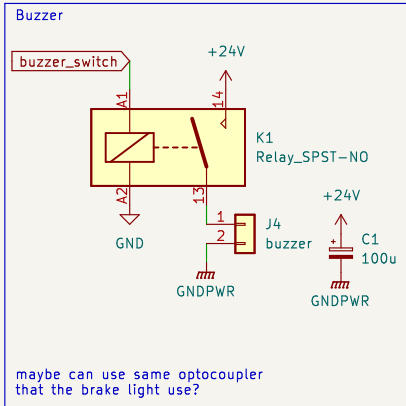 Buzzer
+24V
buzzer_switch
A1
14
K1
Relay_SPST-NO
A2
13
+24V
1
J4
2
buzzer
GND
+
C1
100u
GNDPWR
GNDPWR
maybe can use same optocoupler
that the brake light use?